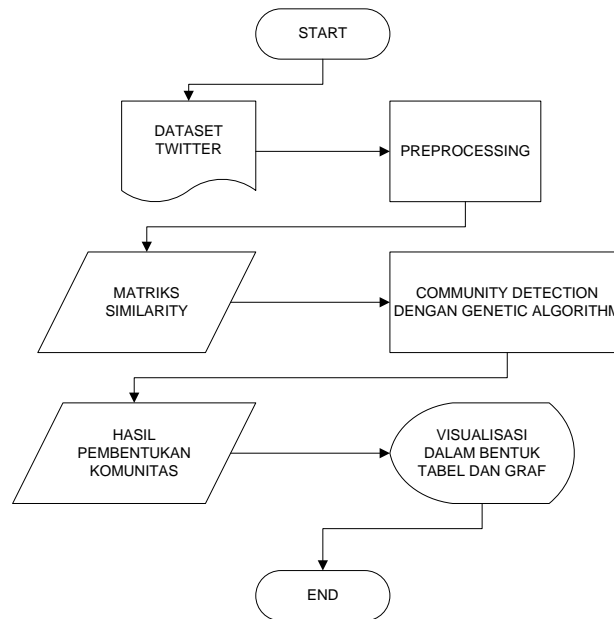 START
DATASET
TWITTER
PREPROCESSING
MATRIKS
SIMILARITY
COMMUNITY DETECTION
DENGAN GENETIC ALGORITHM
HASIL
PEMBENTUKAN
KOMUNITAS
VISUALISASI
DALAM BENTUK
TABEL DAN GRAF
END